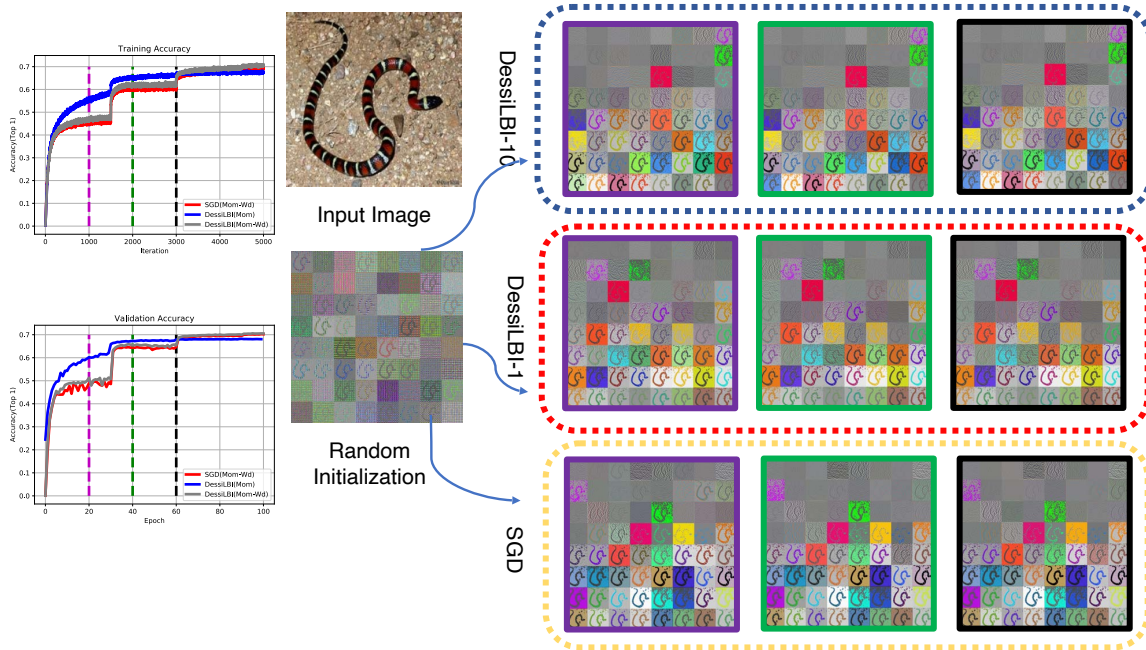 Training Accuracy
0.7
0.6
0.5
0.4
0.3
0.2
0.1
0.0
Accuracy(Top 1)
SGD(Mom-Wd)
DessiLBI(Mom)
DessiLBI(Mom-Wd)
0
1000
2000
3000
4000
5000
Iteration
Validation Accuracy
0.7
0.6
0.5
0.4
0.3
0.2
0.1
0.0
Accuracy(Top 1)
SGD(Mom-Wd)
DessiLBI(Mom)
DessiLBI(Mom-Wd)
0
20
40
60
80
100
Epoch
Input Image
Random
Initialization
DessiLBI-10
DessiLBI-1
SGD